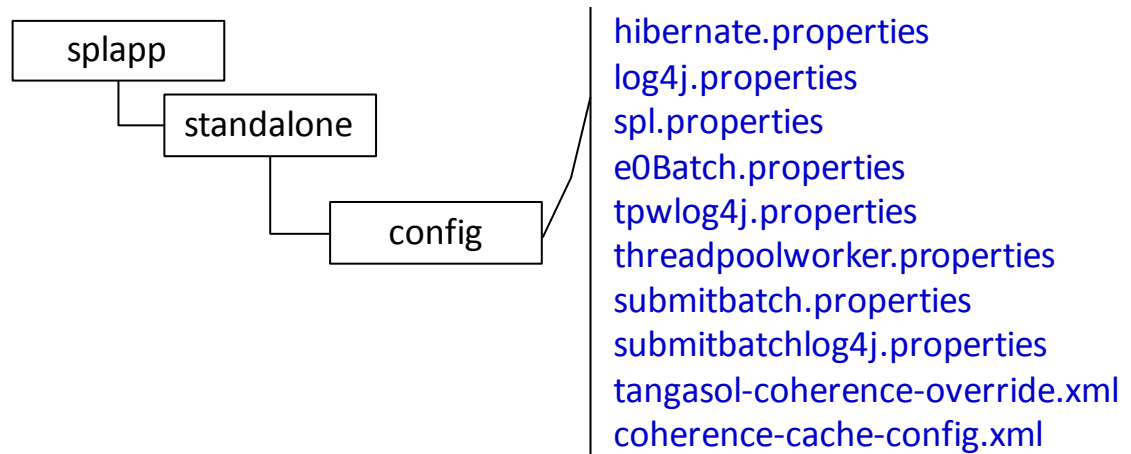 splapp
standalone
config
hibernate.properties
log4j.properties
spl.properties
e0Batch.properties
tpwlog4j.properties
threadpoolworker.properties
submitbatch.properties
submitbatchlog4j.properties
tangasol-coherence-override.xml
coherence-cache-config.xml